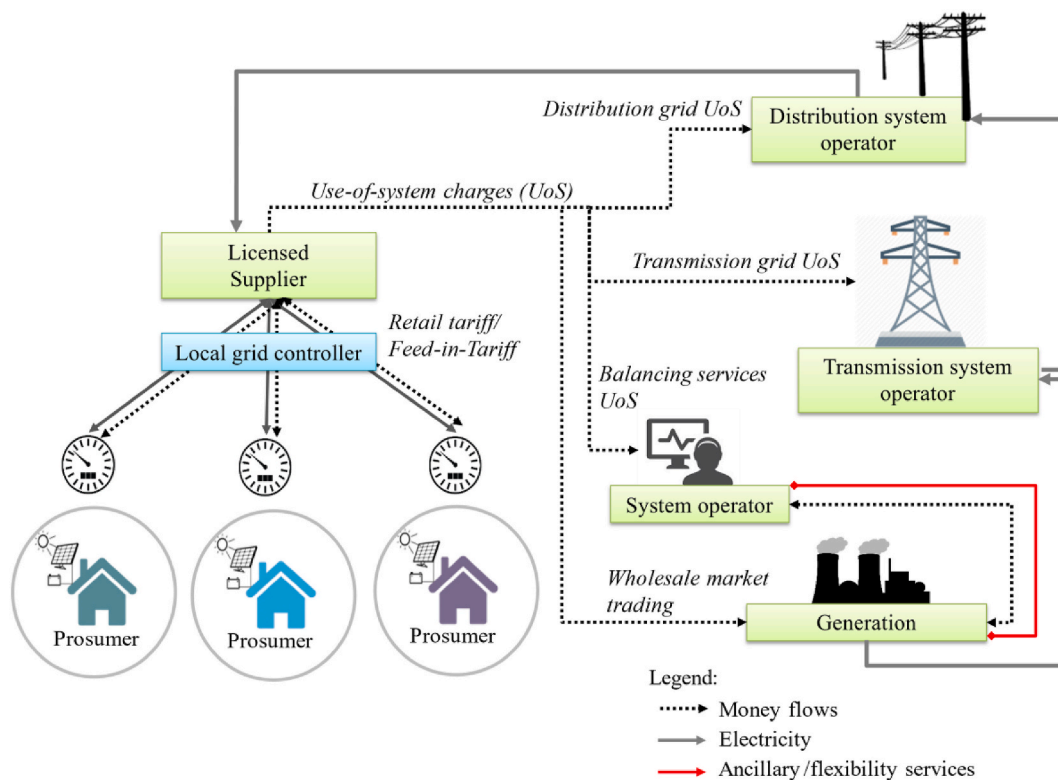 Distribution grid UoS
Distribution system
operator
Use-of-system charges (UoS)
Licensed
Supplier
Transmission grid UoS
Retail tariff/
Feed-in-Tariff
Local grid controller
Transmission system
operator
Balancing services
UoS
System operator
Wholesale market
trading
Generation
Prosumer
Prosumer
Prosumer
Legend:
Money flows
Electricity
Ancillary/flexibility services